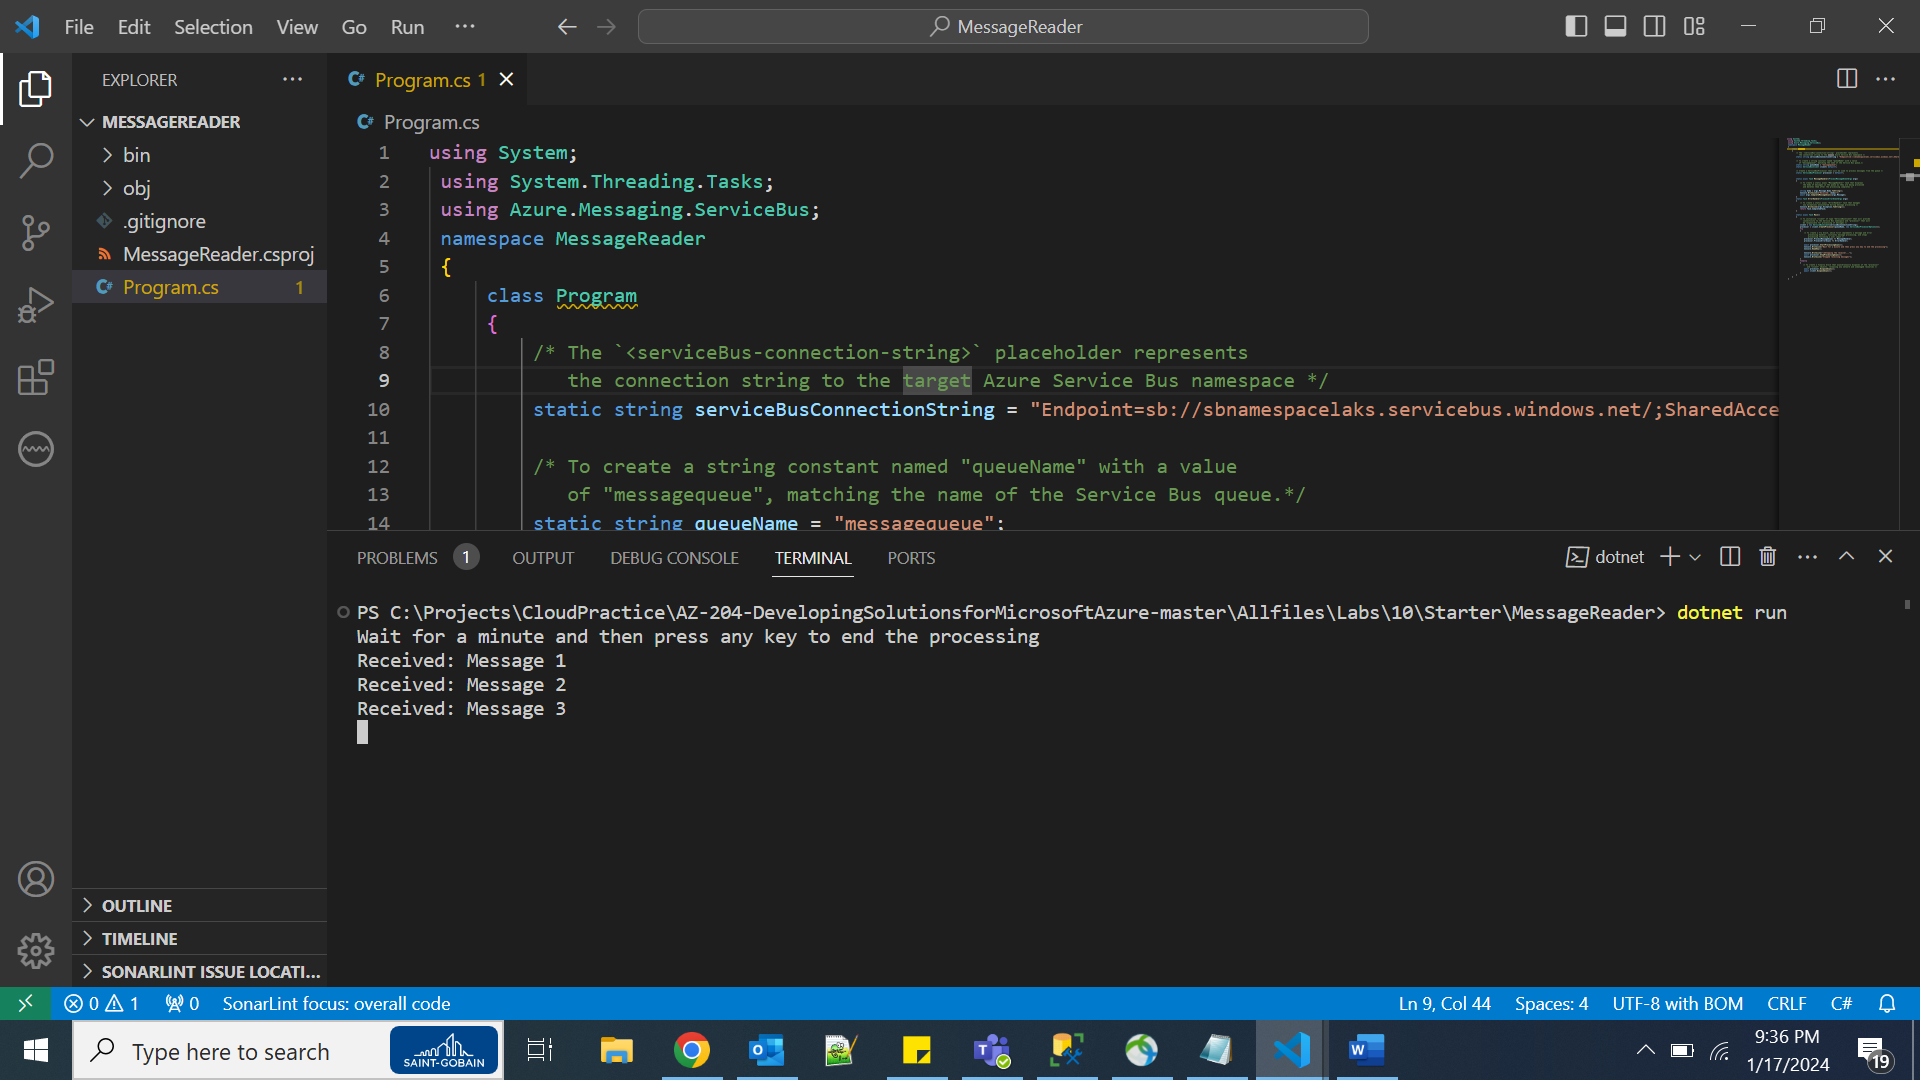 File Edit Selection View Go Run ···
MessageReader
EXPLORER
Program.cs 1
MESSAGEREADER
bin
obj
.gitignore
MessageReader.csproj
Program.cs 1
Program.cs
1 using System;
2 using System.Threading.Tasks;
3 using Azure.Messaging.ServiceBus;
4 namespace MessageReader
5 {
6 class Program
7 {
8 /* The `<serviceBus-connection-string>` placeholder represents
9 the connection string to the target Azure Service Bus namespace */
10 static string serviceBusConnectionString = "Endpoint=sb://sbnamespacelaks.servicebus.windows.net/;SharedAcce
11
12 /* To create a string constant named "queueName" with a value
13 of "messagequeue", matching the name of the Service Bus queue.*/
14 static string queueName = "messagequeue";
PROBLEMS 1 OUTPUT DEBUG CONSOLE TERMINAL PORTS
dotnet
PS C:\Projects\CloudPractice\AZ-204-DevelopingSolutionsforMicrosoftAzure-master\Allfiles\Labs\10\Starter\MessageReader> dotnet run
Wait for a minute and then press any key to end the processing
Received: Message 1
Received: Message 2
Received: Message 3
OUTLINE
TIMELINE
SONARLINT ISSUE LOCATI...
0 1 0 SonarLint focus: overall code
Ln 9, Col 44 Spaces: 4 UTF-8 with BOM CRLF C#
Type here to search
SAINT-GOBAIN
9:36 PM
1/17/2024
19